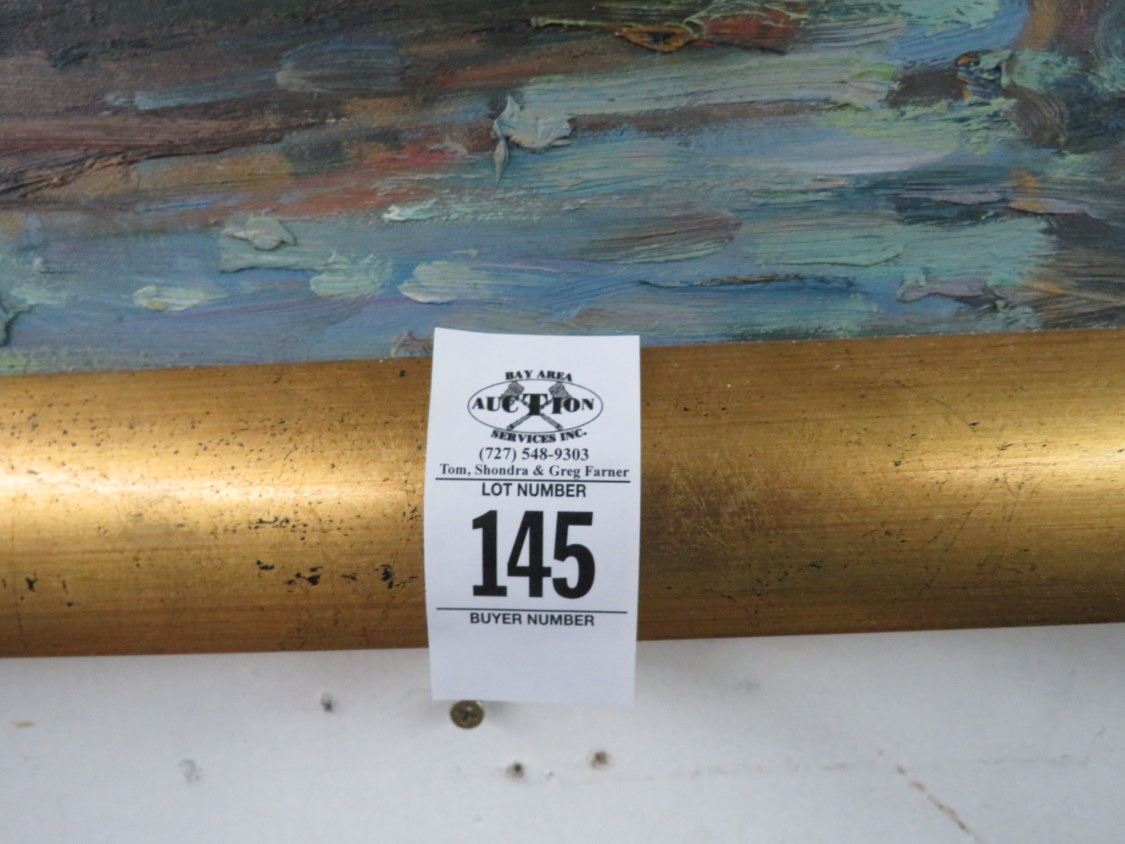 BAY AREA
AUCTION
SERVICES INC.
(727) 548-9303
Tom, Shondra & Greg Farner
LOT NUMBER
145
BUYER NUMBER